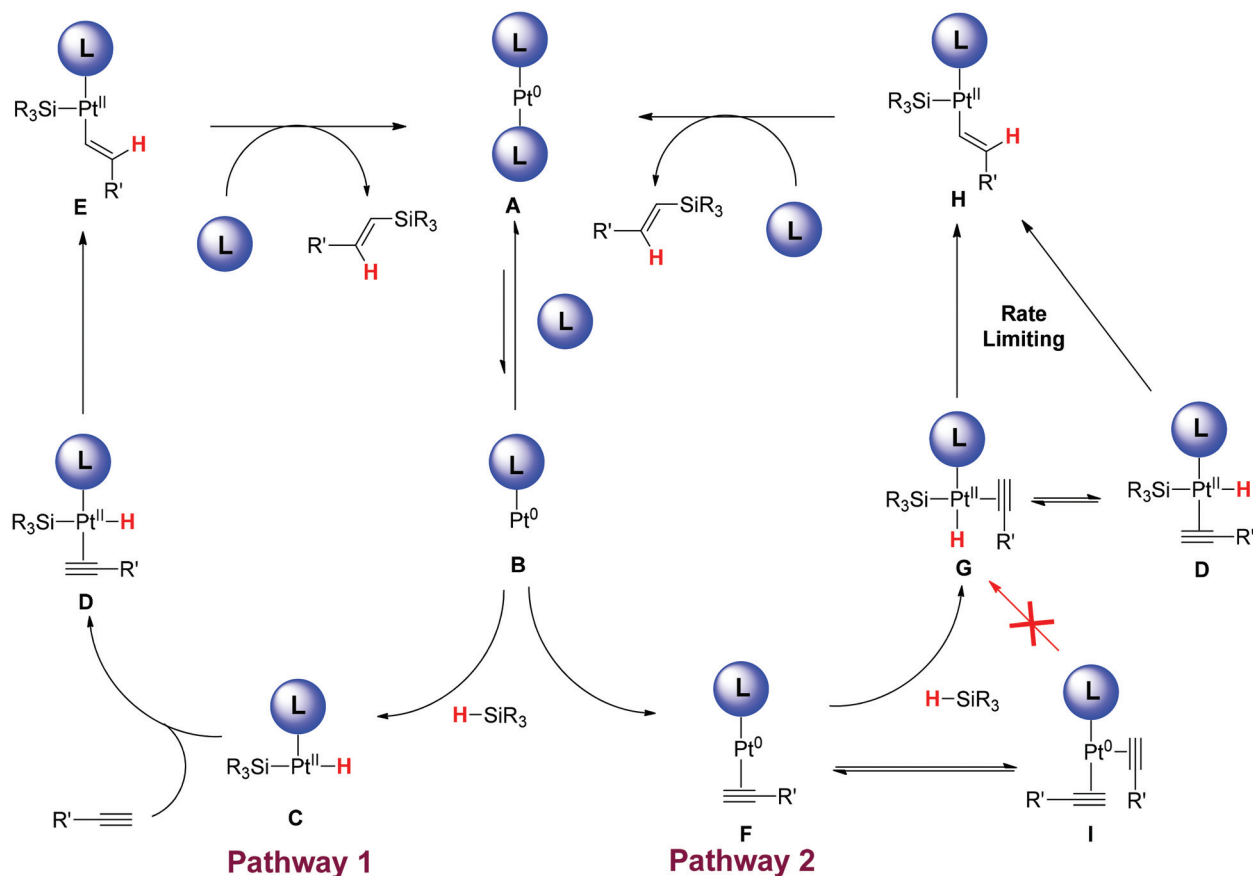 L
R₃Si
Ptᴵᴵ
H
R'
E
L
R'
SiR₃
H
L
Pt⁰
L
A
L
R'
SiR₃
H
L
L
R₃Si
Ptᴵᴵ
H
R'
H
Rate
Limiting
L
R₃Si
Ptᴵᴵ
H
R'
D
L
Pt⁰
B
L
R₃Si
Ptᴵᴵ
H
R'
G
L
R₃Si
Ptᴵᴵ
H
R'
D
R'
L
R₃Si
Ptᴵᴵ
H
C
H
SiR₃
L
Pt⁰
R'
F
H
SiR₃
L
Pt⁰
R'
R'
I
Pathway 1
Pathway 2